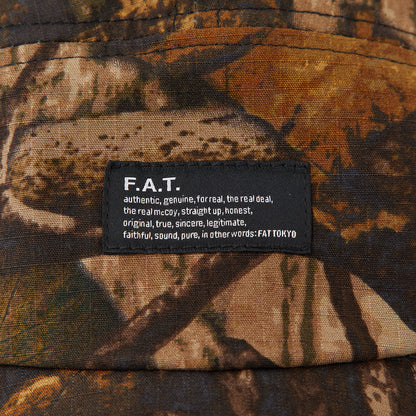 F.A.T.
authentic, genuine, for real, the real deal,
the real mccoy, straight up, honest,
original, true, sincere, legitimate,
faithful, sound, pure, in other words: FAT TOKYO